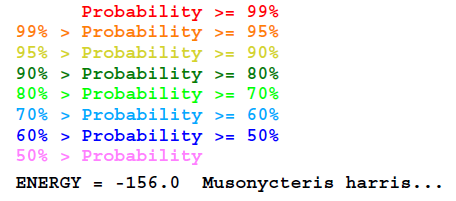 Probability >= 99%
99% > Probability >= 95%
95% > Probability >= 90%
90% > Probability >= 80%
80% > Probability >= 70%
70% > Probability >= 60%
60% > Probability >= 50%
50% > Probability
ENERGY = -156.0  Musonycteris harris...